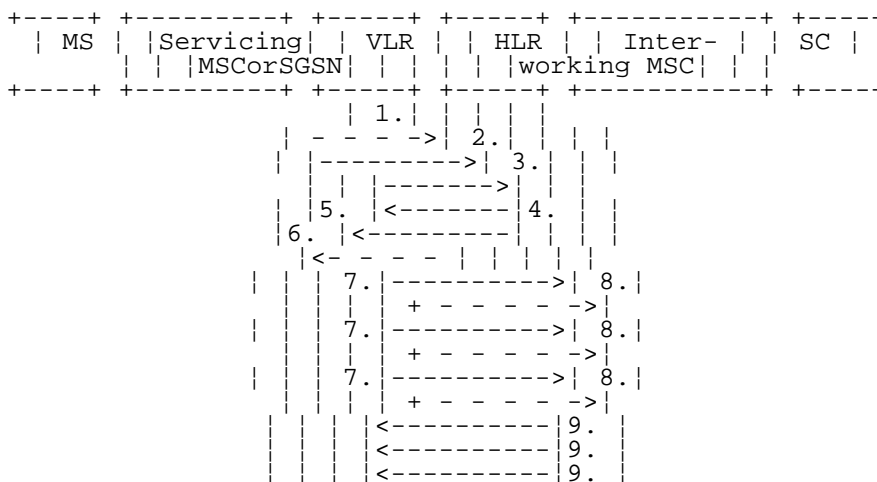 +----+ +---------+ +-----+ +-----+ +-----------+ +-----
| MS | |Servicing| | VLR | | HLR | | Inter- | | SC |
| | |MSCorSGSN| | | | | |working MSC| | |
+----+ +---------+ +-----+ +-----+ +-----------+ +-----
| 1.| | | | |
| - - - ->| 2.| | | |
| |--------->| 3.| | |
| | |------->| | |
| |5. |<-------|4. | |
|6. |<---------| | | |
|<- - - - | | | | |
| | | 7.|---------->| 8.|
| | | | + - - - - ->|
| | | 7.|---------->| 8.|
| | | | + - - - - ->|
| | | 7.|---------->| 8.|
| | | | + - - - - ->|
| | | |<----------|9. |
| | | |<----------|9. |
| | | |<----------|9. |